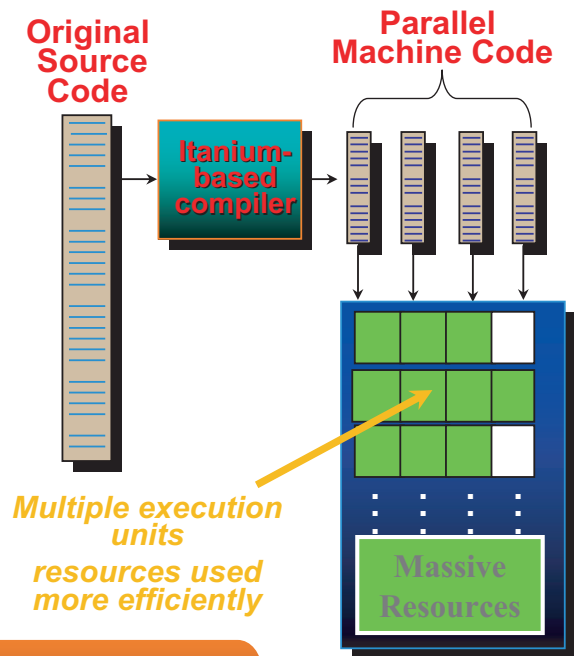 Original
Source
Code
Parallel
Machine Code
Itanium-
based
compiler
Multiple execution
units
resources used
more efficiently
Massive
Resources